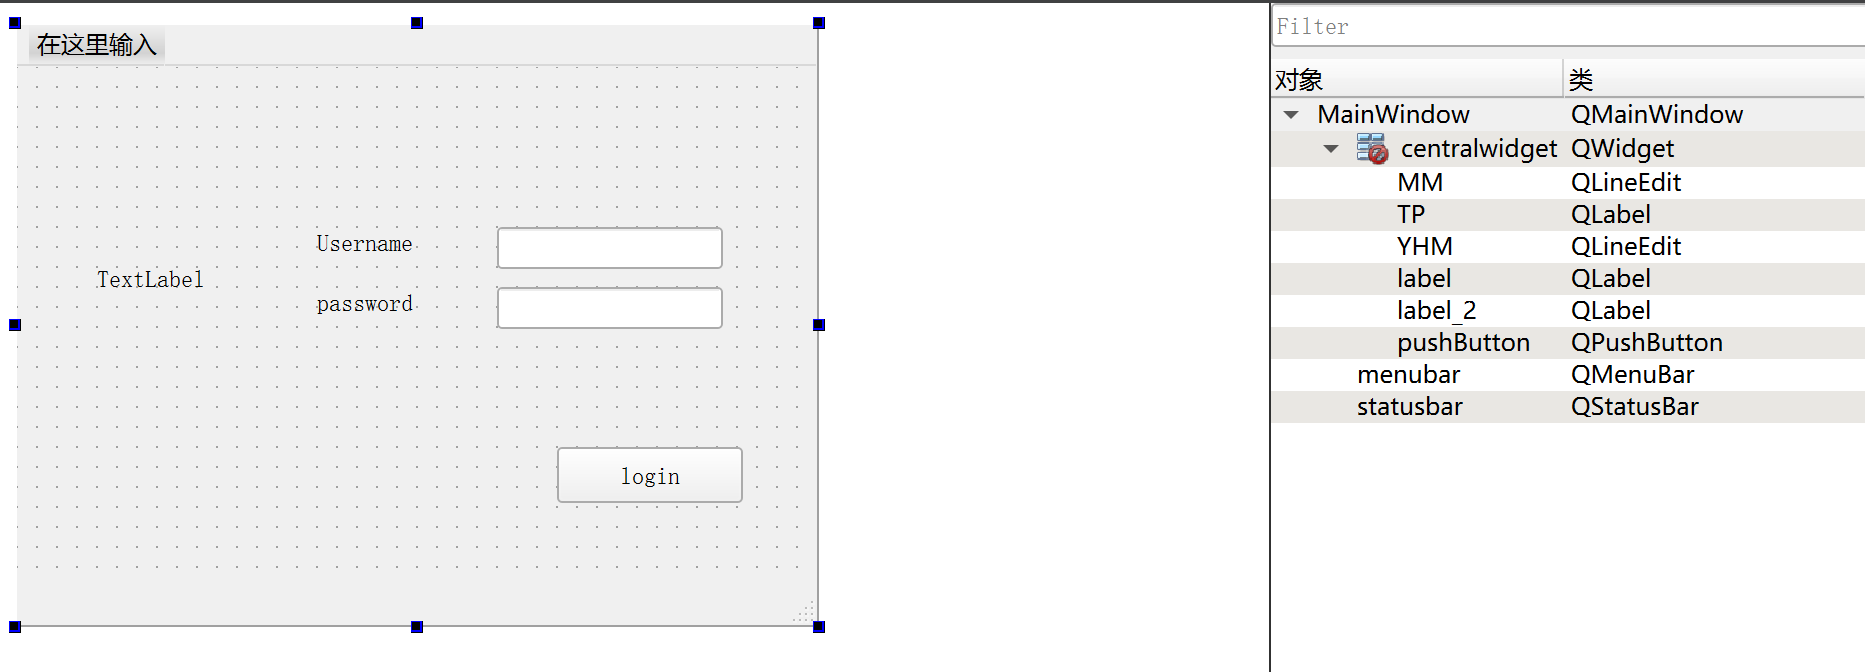 在这里输入
Username
TextLabel
password
login
Filter
对象 类
MainWindow QMainWindow
centralwidget QWidget
MM QLineEdit
TP QLabel
YHM QLineEdit
label QLabel
label_2 QLabel
pushButton QPushButton
menubar QMenuBar
statusbar QStatusBar